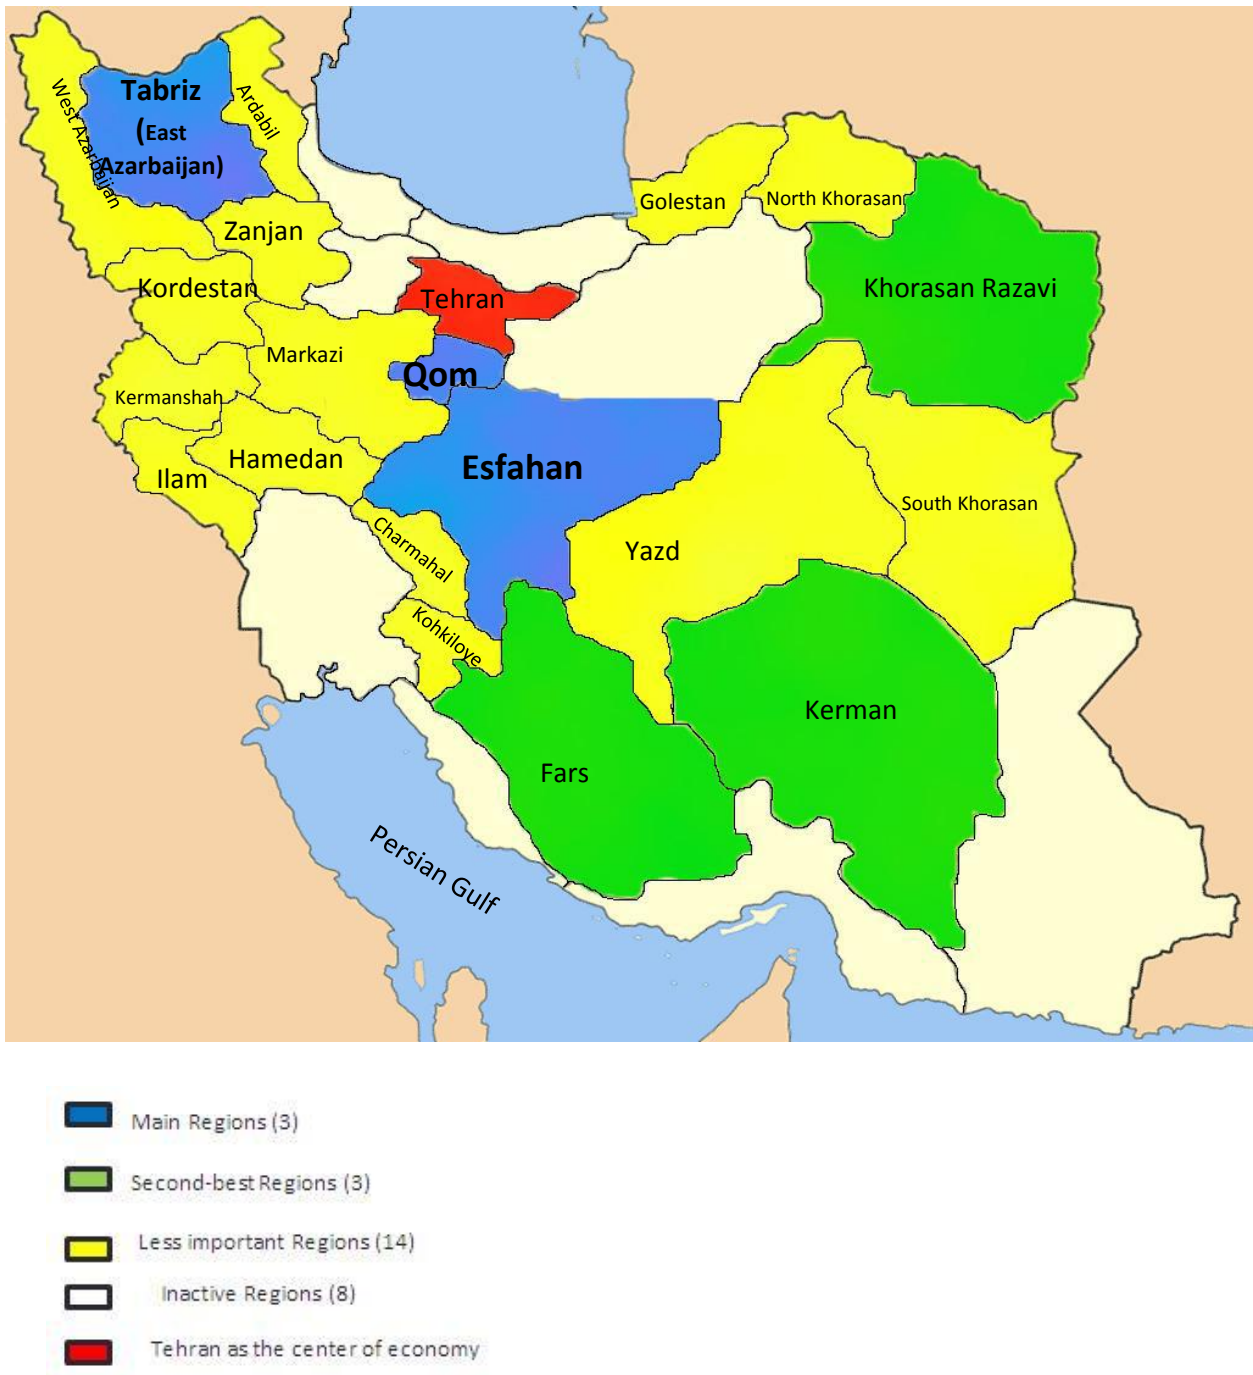 Tabriz
(East
Azarbaijan)
West Azarbaijan
Ardabil
Zanjan
Golestan
North Khorasan
Kordestan
Tehran
Khorasan Razavi
Markazi
Qom
Kermanshah
Hamedan
Esfahan
Ilam
South Khorasan
Charmahal
Yazd
Kohkiloye
Kerman
Fars
Persian Gulf
Main Regions (3)
Second-best Regions (3)
Less important Regions (14)
Inactive Regions (8)
Tehran as the center of economy